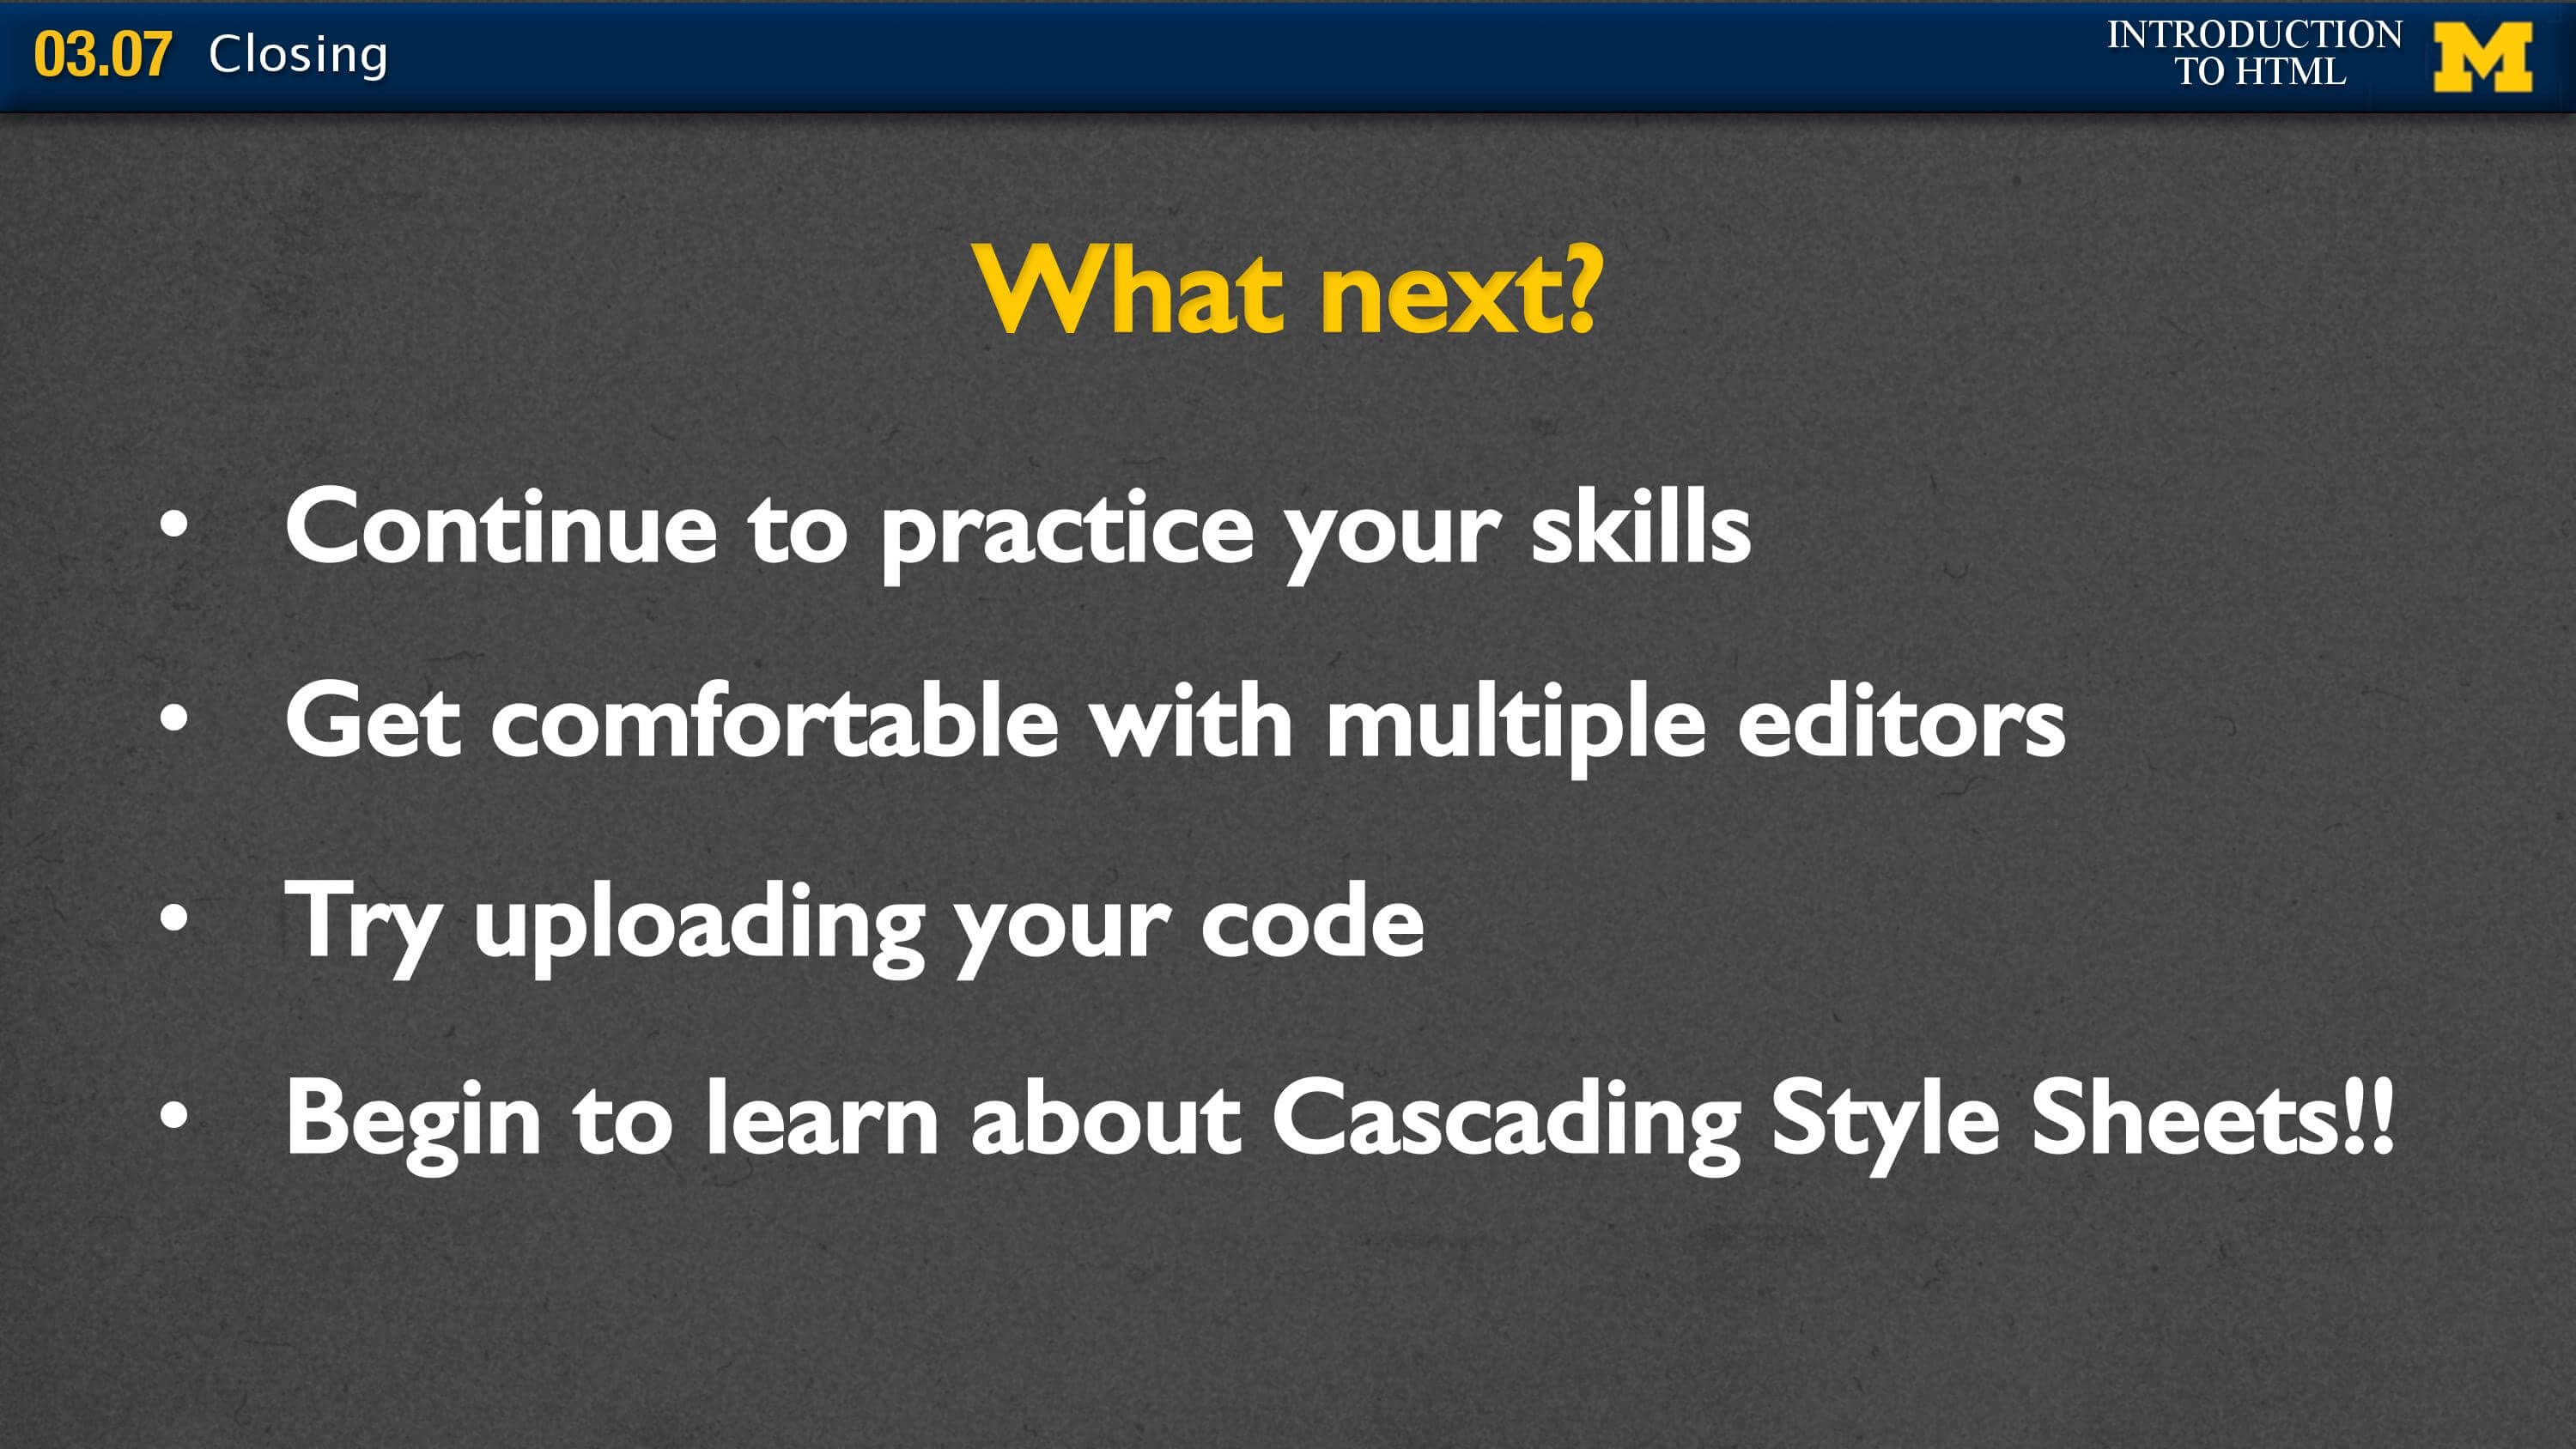 03.07 Closing
INTRODUCTION
TO HTML
M
What next?
• Continue to practice your skills
• Get comfortable with multiple editors
• Try uploading your code
• Begin to learn about Cascading Style Sheets!!